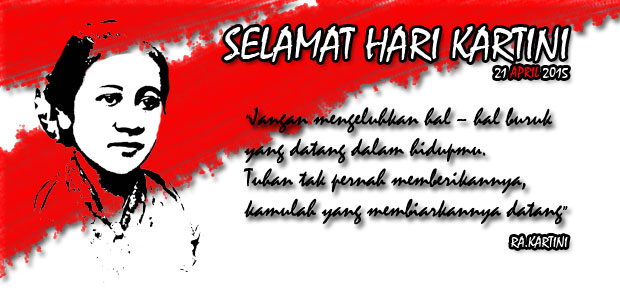 SELAMAT HARI KARTINI
21 APRIL 2015
"Jangan mengeluhkan hal – hal buruk
yang datang dalam hidupmu.
Tuhan tak pernah memberikannya,
kamulah yang membiarkannya datang"
RA.KARTINI